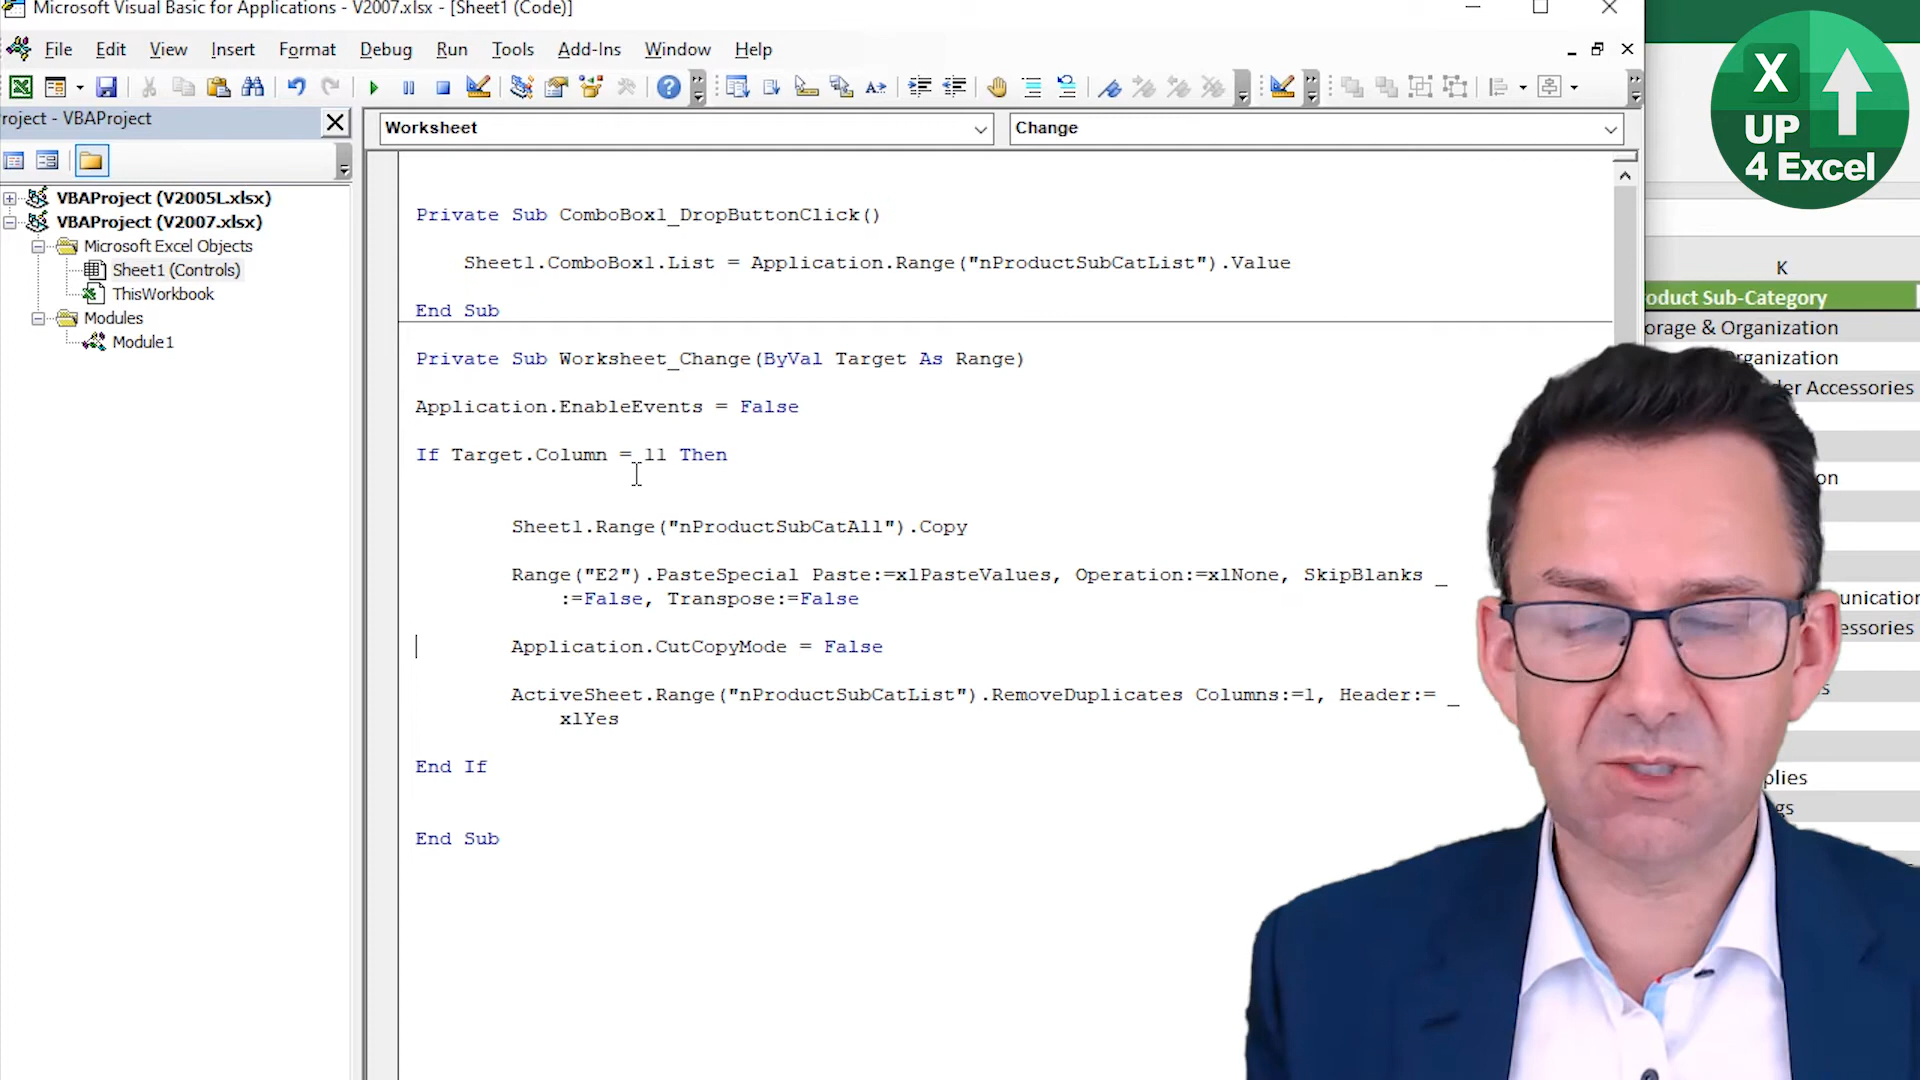 Microsoft Visual Basic for Applications - V2007.xlsx - [Sheet1 (Code)]
File Edit View Insert Format Debug Run Tools Add-Ins Window Help
X UP 4 Excel
roject - VBAProject
Worksheet
Change
VBAProject (V2005L.xlsx)
VBAProject (V2007.xlsx)
Microsoft Excel Objects
Sheet1 (Controls)
ThisWorkbook
Modules
Module1
Private Sub ComboBox1_DropButtonClick()
Sheet1.ComboBox1.List = Application.Range("nProductSubCatList").Value
End Sub
Private Sub Worksheet_Change(ByVal Target As Range)
Application.EnableEvents = False
If Target.Column = 11 Then
Sheet1.Range("nProductSubCatAll").Copy
Range("E2").PasteSpecial Paste:=xlPasteValues, Operation:=xlNone, SkipBlanks _
:=False, Transpose:=False
Application.CutCopyMode = False
ActiveSheet.Range("nProductSubCatList").RemoveDuplicates Columns:=1, Header:= _
xlYes
End If
End Sub
K
oduct Sub-Category
orage & Organization
rganization
der Accessories
on
unication
essories
s
plies
gs